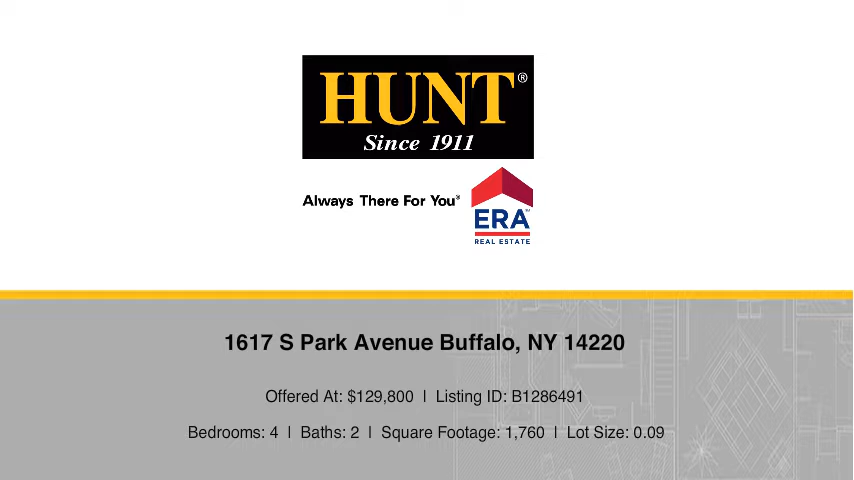 HUNT®
Since 1911
Always There For You®
ERA™
REAL ESTATE
1617 S Park Avenue Buffalo, NY 14220
Offered At: $129,800 | Listing ID: B1286491
Bedrooms: 4 | Baths: 2 | Square Footage: 1,760 | Lot Size: 0.09